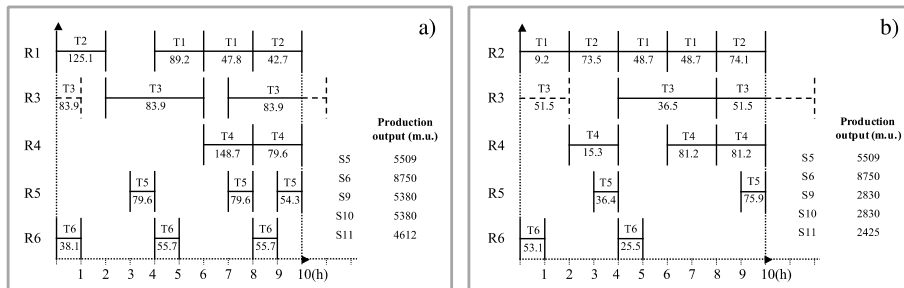 a)
R1 T2 T1 T1 T2
125.1 89.2 47.8 42.7
R3 T3 T3 T3
83.9 83.9 83.9
Production
output (m.u.)
R4 T4 T4
148.7 79.6
S5 5509
S6 8750
R5 T5 T5 T5
79.6 79.6 54.3
S9 5380
S10 5380
R6 T6 T6 T6
38.1 55.7 55.7
S11 4612
1 2 3 4 5 6 7 8 9 10(h)
b)
R2 T1 T2 T1 T1 T2
9.2 73.5 48.7 48.7 74.1
R3 T3 T3 T3
51.5 36.5 51.5
Production
output (m.u.)
R4 T4 T4 T4
15.3 81.2 81.2
S5 5509
S6 8750
R5 T5 T5
36.4 75.9
S9 2830
S10 2830
R6 T6 T6
53.1 25.5
S11 2425
1 2 3 4 5 6 7 8 9 10(h)